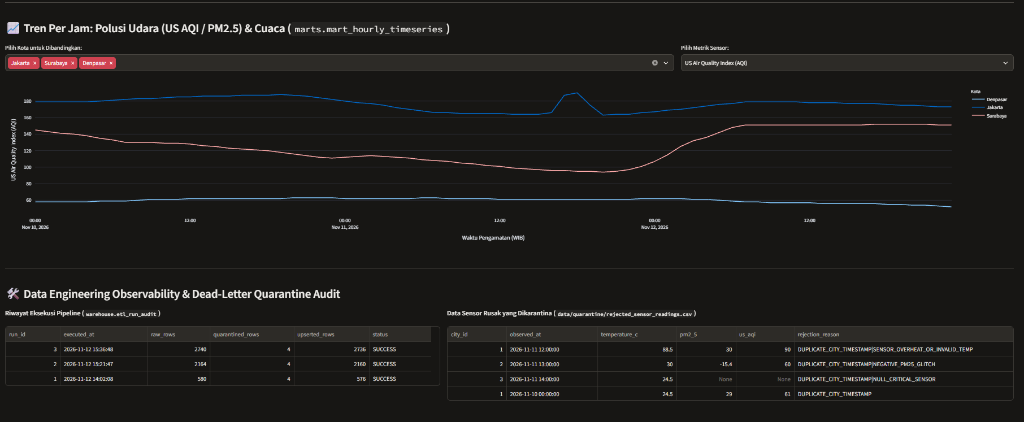 📈 Tren Per Jam: Polusi Udara (US AQI / PM2.5) & Cuaca ( marts.mart_hourly_timeseries )
Pilih Kota untuk Dibandingkan:
Jakarta × Surabaya × Denpasar ×
Pilih Metrik Sensor:
US Air Quality Index (AQI)
US Air Quality Index (AQI)
180
160
140
120
100
80
60
00:00 12:00 00:00 12:00 00:00 12:00
Nov 10, 2026 Nov 11, 2026 Nov 12, 2026
Waktu Pengamatan (WIB)
Kota
Denpasar
Jakarta
Surabaya
🛠️ Data Engineering Observability & Dead-Letter Quarantine Audit
Riwayat Eksekusi Pipeline ( warehouse.etl_run_audit )
run_id executed_at raw_rows quarantined_rows upserted_rows status
3 2026-11-12 15:36:48 2740 4 2736 SUCCESS
2 2026-11-12 15:21:47 2164 4 2160 SUCCESS
1 2026-11-12 14:02:08 580 4 576 SUCCESS
Data Sensor Rusak yang Dikarantina ( data/quarantine/rejected_sensor_readings.csv )
city_id observed_at temperature_c pm2_5 us_aqi rejection_reason
1 2026-11-11 12:00:00 88.5 30 90 DUPLICATE_CITY_TIMESTAMP|SENSOR_OVERHEAT_OR_INVALID_TEMP
2 2026-11-11 13:00:00 30 -15.4 60 DUPLICATE_CITY_TIMESTAMP|NEGATIVE_PM25_GLITCH
3 2026-11-11 14:00:00 24.5 None None DUPLICATE_CITY_TIMESTAMP|NULL_CRITICAL_SENSOR
1 2026-11-10 00:00:00 24.5 29 81 DUPLICATE_CITY_TIMESTAMP